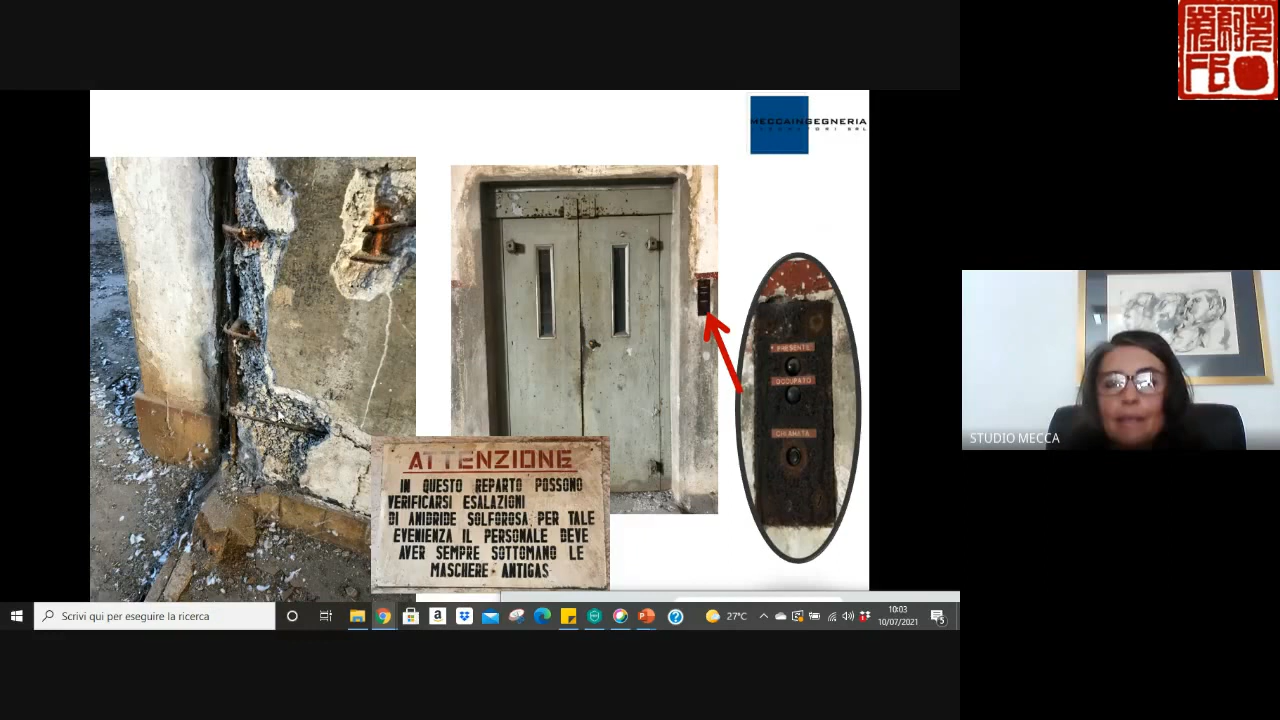 MECCAINGEGNERIA
ATTENZIONE
IN QUESTO REPARTO POSSONO
VERIFICARSI ESALAZIONI
DI ANIDRIDE SOLFOROSA PER TALE
EVENIENZA IL PERSONALE DEVE
AVER SEMPRE SOTTOMANO LE
MASCHERE ANTIGAS
PRESENTE
OCCUPATO
CHIAMATA
STUDIO MECCA
Scrivi qui per eseguire la ricerca
27°C
10:03
10/07/2021
5